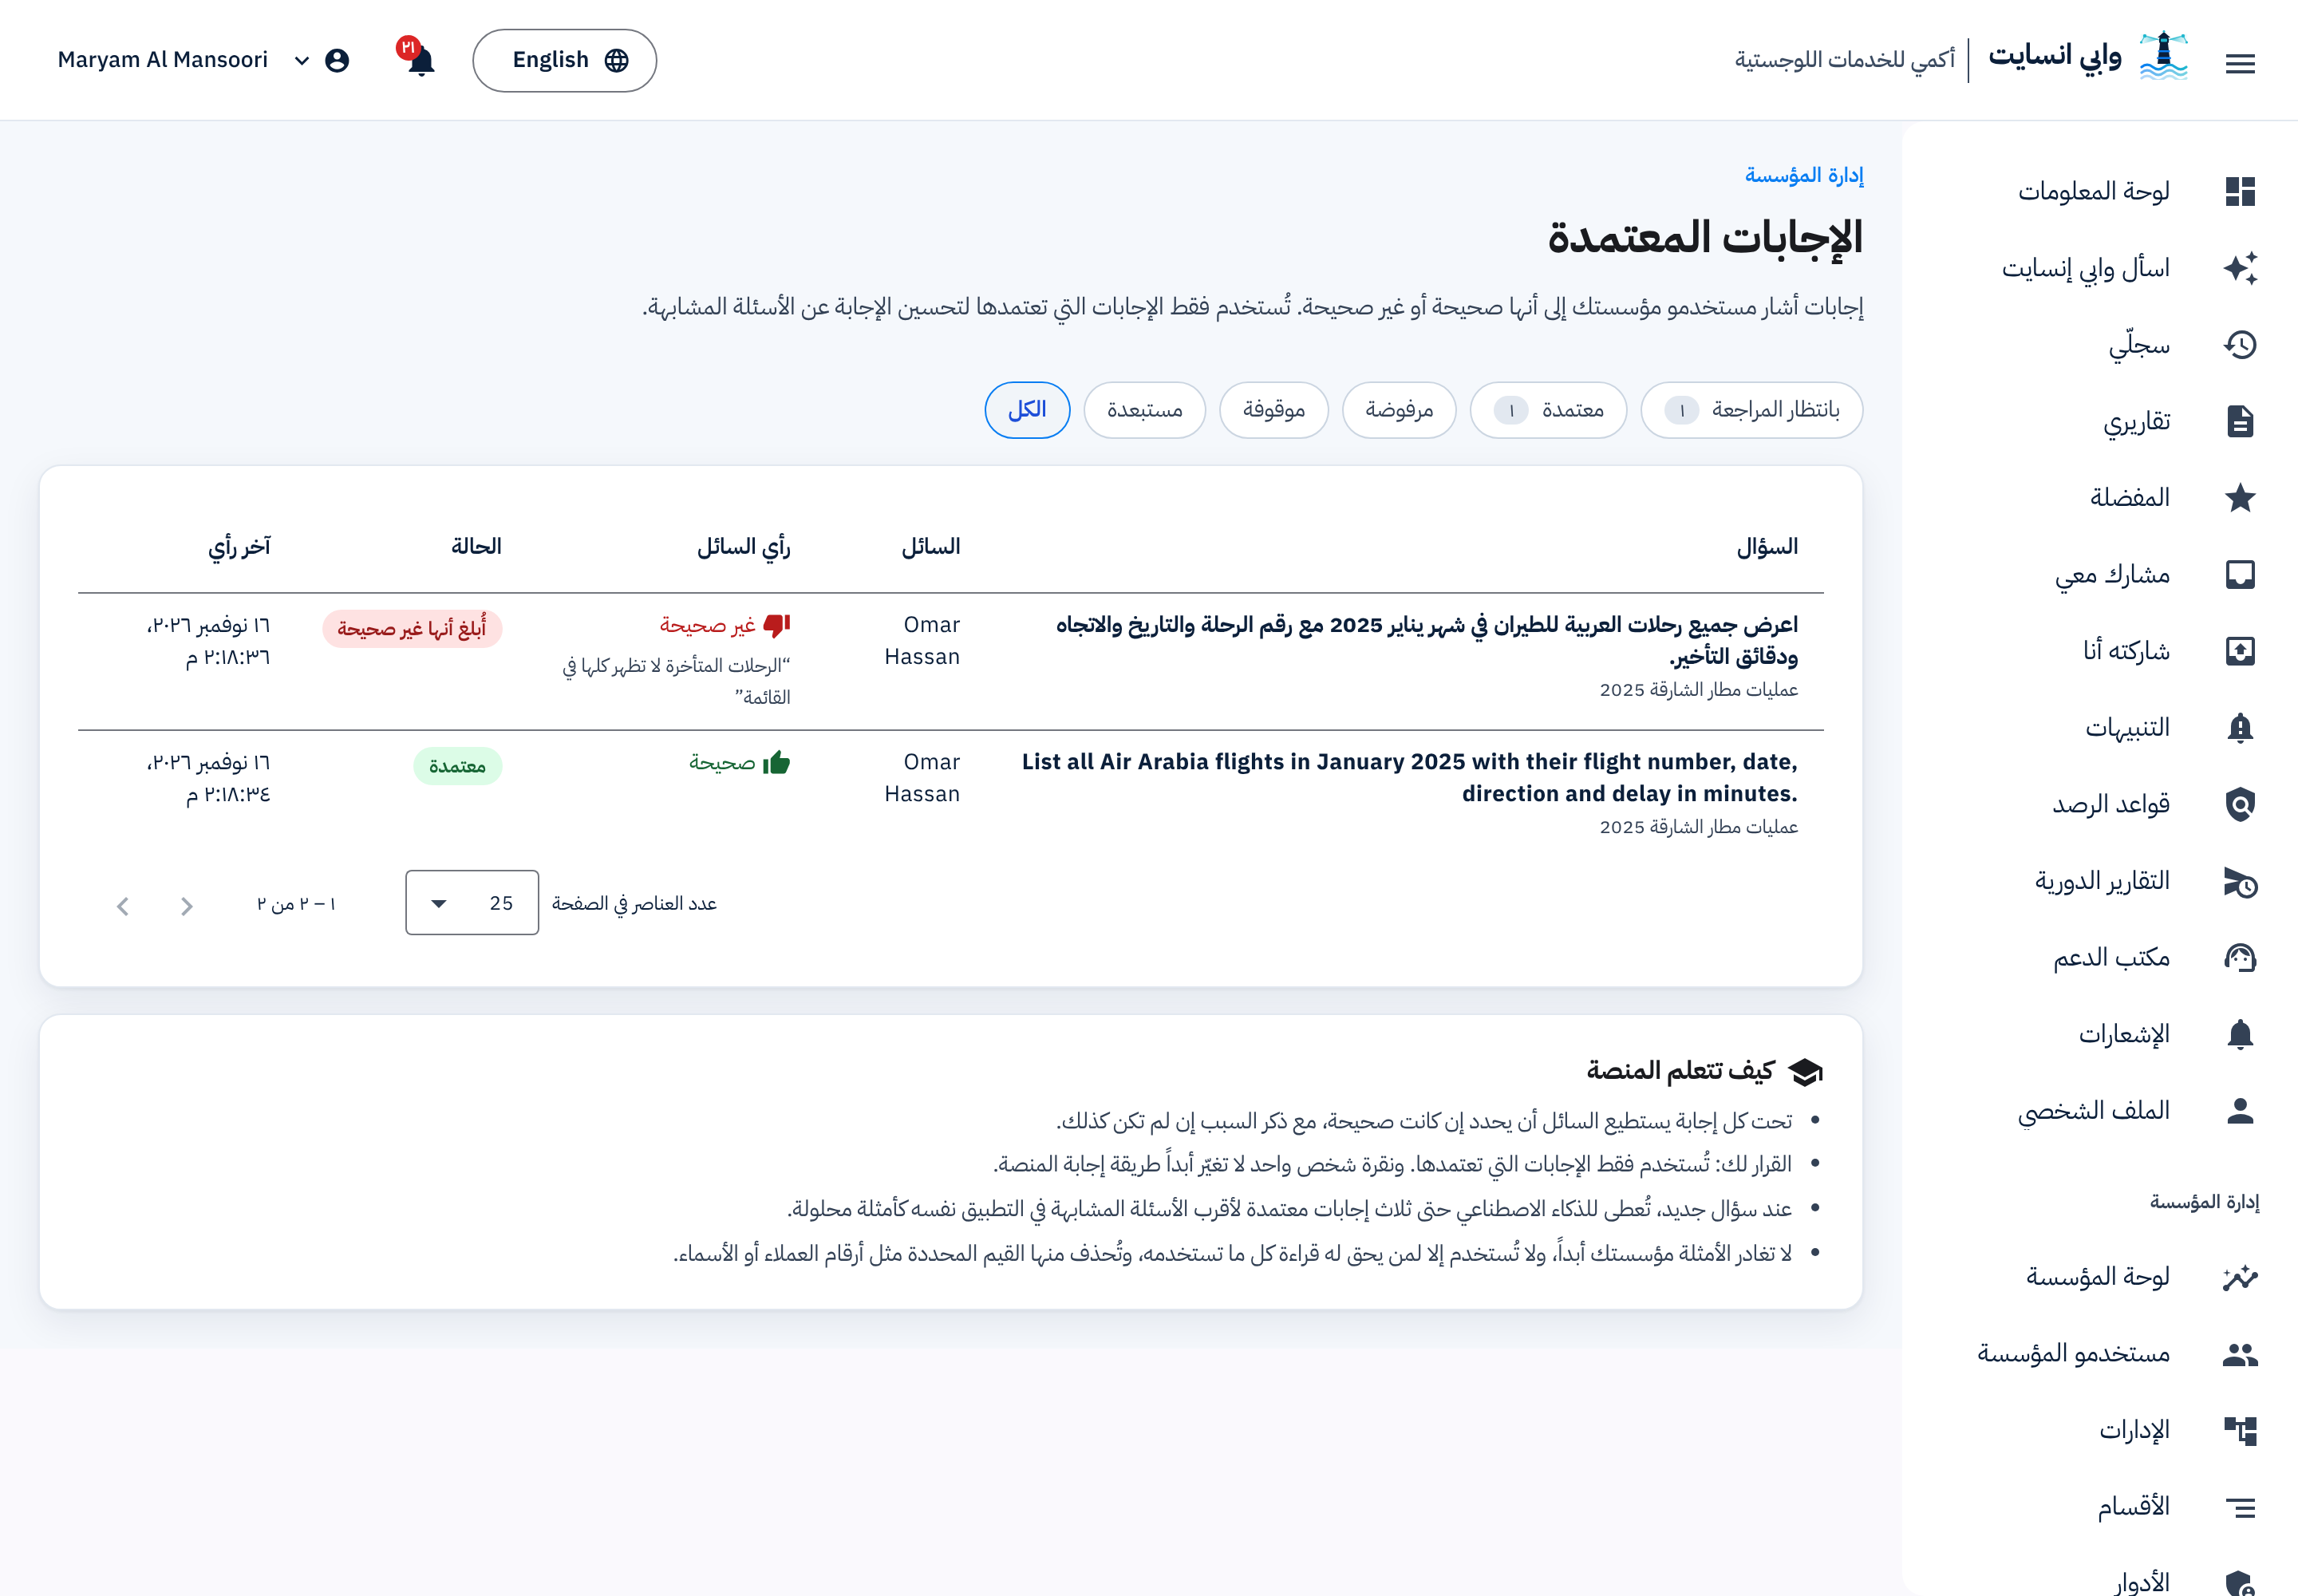 وابي انسايت
أكمي للخدمات اللوجستية
English
٢١
Maryam Al Mansoori
لوحة المعلومات
اسأل وابي إنسايت
سجلّي
تقاريري
المفضلة
مشارك معي
شاركته أنا
التنبيهات
قواعد الرصد
التقارير الدورية
مكتب الدعم
الإشعارات
الملف الشخصي
إدارة المؤسسة
لوحة المؤسسة
مستخدمو المؤسسة
الإدارات
الأقسام
الأدوار
إدارة المؤسسة
الإجابات المعتمدة
إجابات أشار مستخدمو مؤسستك إلى أنها صحيحة أو غير صحيحة. تُستخدم فقط الإجابات التي تعتمدها لتحسين الإجابة عن الأسئلة المشابهة.
بانتظار المراجعة ١
معتمدة ١
مرفوضة
موقوفة
مستبعدة
الكل
السؤال
السائل
رأي السائل
الحالة
آخر رأي
اعرض جميع رحلات العربية للطيران في شهر يناير 2025 مع رقم الرحلة والتاريخ والاتجاه
ودقائق التأخير.
عمليات مطار الشارقة 2025
Omar
Hassan
غير صحيحة
“الرحلات المتأخرة لا تظهر كلها في
القائمة”
أُبلغ أنها غير صحيحة
١٦ نوفمبر ٢٠٢٦،
٢:١٨:٣٦ م
List all Air Arabia flights in January 2025 with their flight number, date,
direction and delay in minutes.
عمليات مطار الشارقة 2025
Omar
Hassan
صحيحة
معتمدة
١٦ نوفمبر ٢٠٢٦،
٢:١٨:٣٤ م
عدد العناصر في الصفحة
25
١ – ٢ من ٢
كيف تتعلم المنصة
• تحت كل إجابة يستطيع السائل أن يحدد إن كانت صحيحة، مع ذكر السبب إن لم تكن كذلك.
• القرار لك: تُستخدم فقط الإجابات التي تعتمدها. ونقرة شخص واحد لا تغيّر أبداً طريقة إجابة المنصة.
• عند سؤال جديد، تُعطى للذكاء الاصطناعي حتى ثلاث إجابات معتمدة لأقرب الأسئلة المشابهة في التطبيق نفسه كأمثلة محلولة.
• لا تغادر الأمثلة مؤسستك أبداً، ولا تُستخدم إلا لمن يحق له قراءة كل ما تستخدمه، وتُحذف منها القيم المحددة مثل أرقام العملاء أو الأسماء.